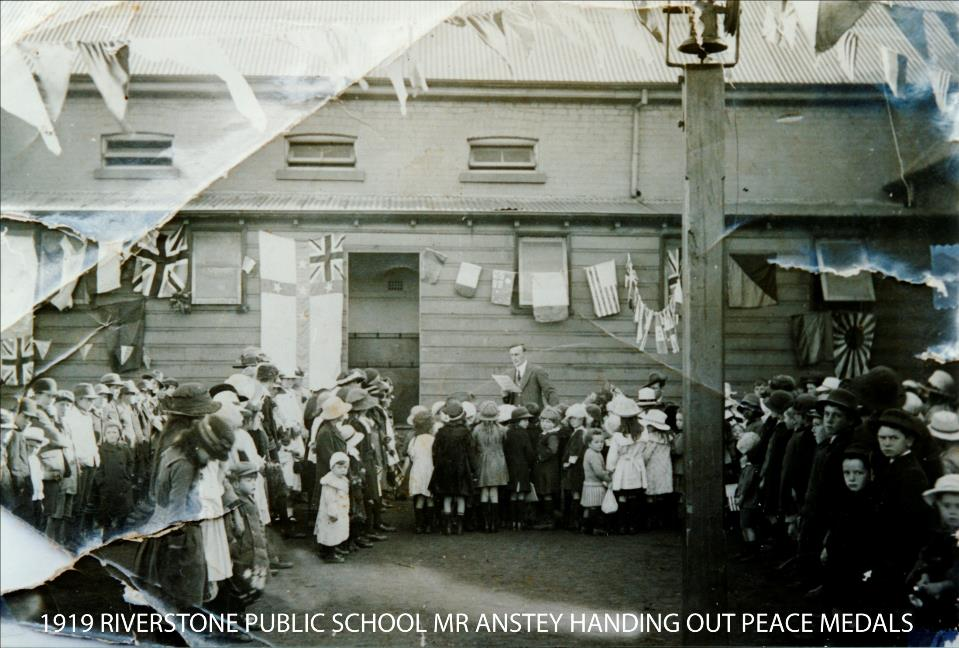 1919 RIVERSTONE PUBLIC SCHOOL MR ANSTEY HANDING OUT PEACE MEDALS